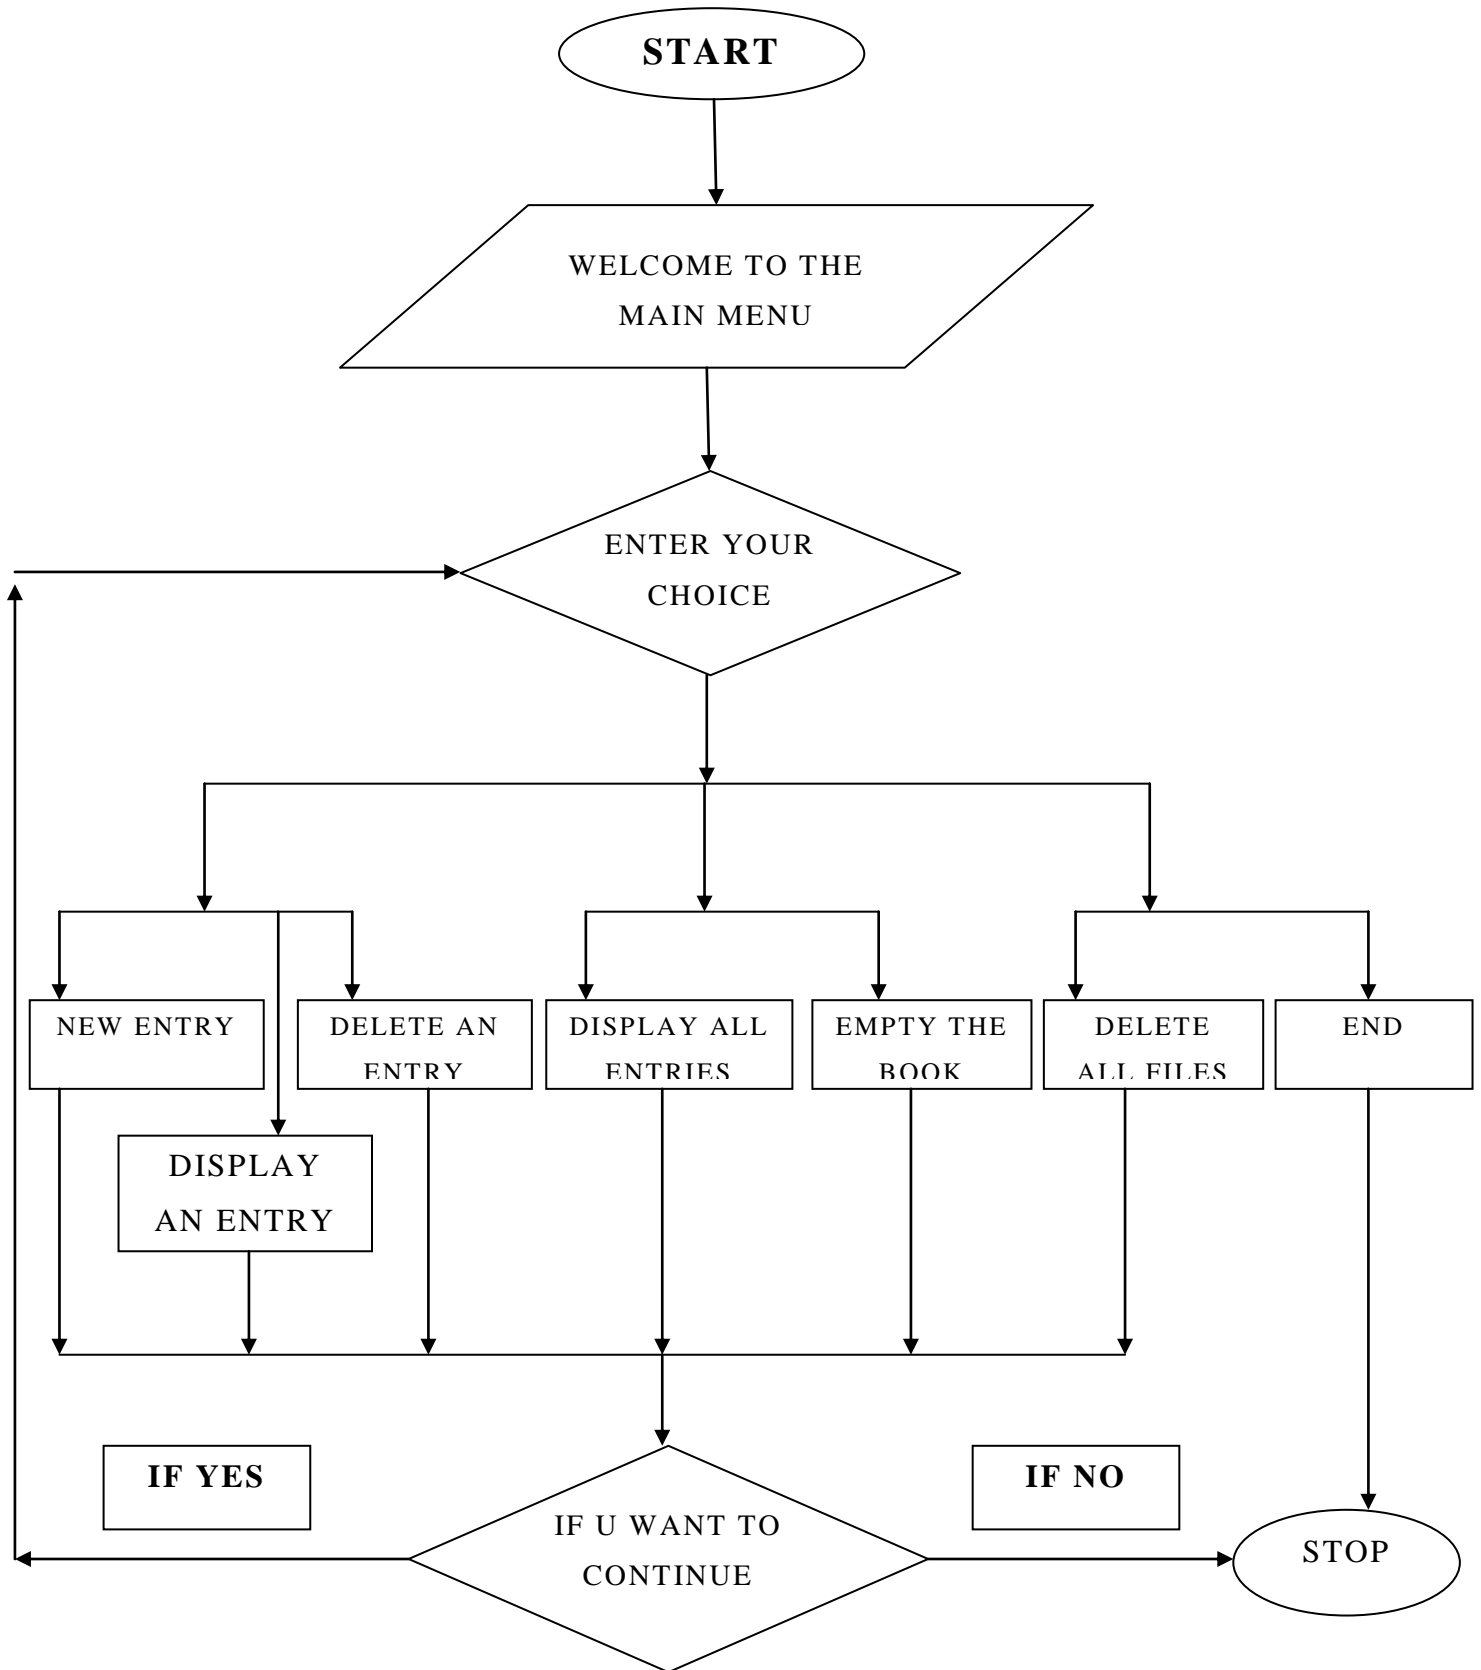 START
WELCOME TO THE
MAIN MENU
ENTER YOUR
CHOICE
NEW ENTRY
DELETE AN
ENTRY
DISPLAY ALL
ENTRIES
EMPTY THE
BOOK
DELETE
ALL FILES
END
DISPLAY
AN ENTRY
IF YES
IF NO
IF U WANT TO
CONTINUE
STOP